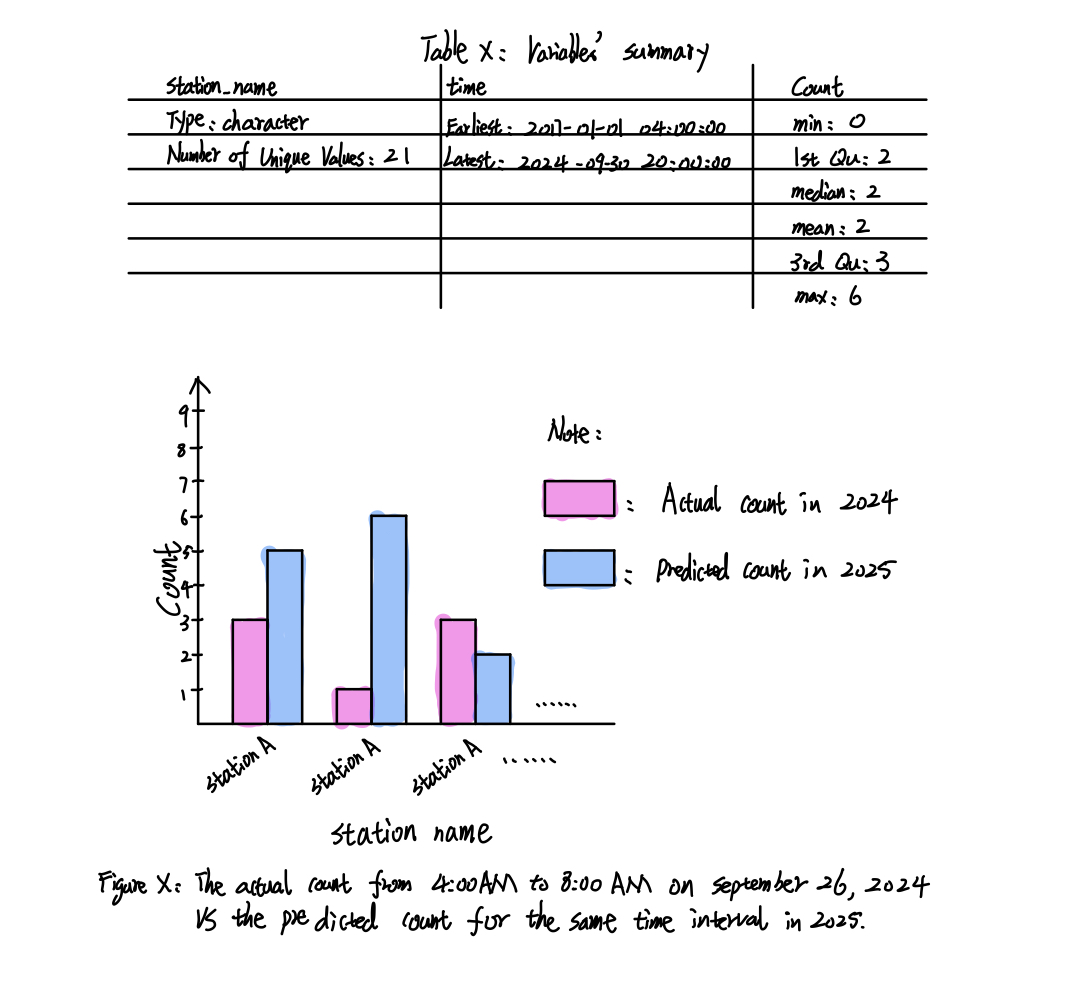 Table X: Variables' summary
station_name time Count
Type: character Earliest: 2017-01-01 04:00:00 min: 0
Number of Unique Values: 21 Latest: 2024-09-30 20:00:00 1st Qu: 2
median: 2
mean: 2
3rd Qu: 3
max: 6
Note:
: Actual count in 2024
: Predicted count in 2025
Count
9
8
7
6
5
4
3
2
1
......
station A station A station A ......
station name
Figure X: The actual count from 4:00AM to 8:00 AM on september 26, 2024
VS the predicted count for the same time interval in 2025.